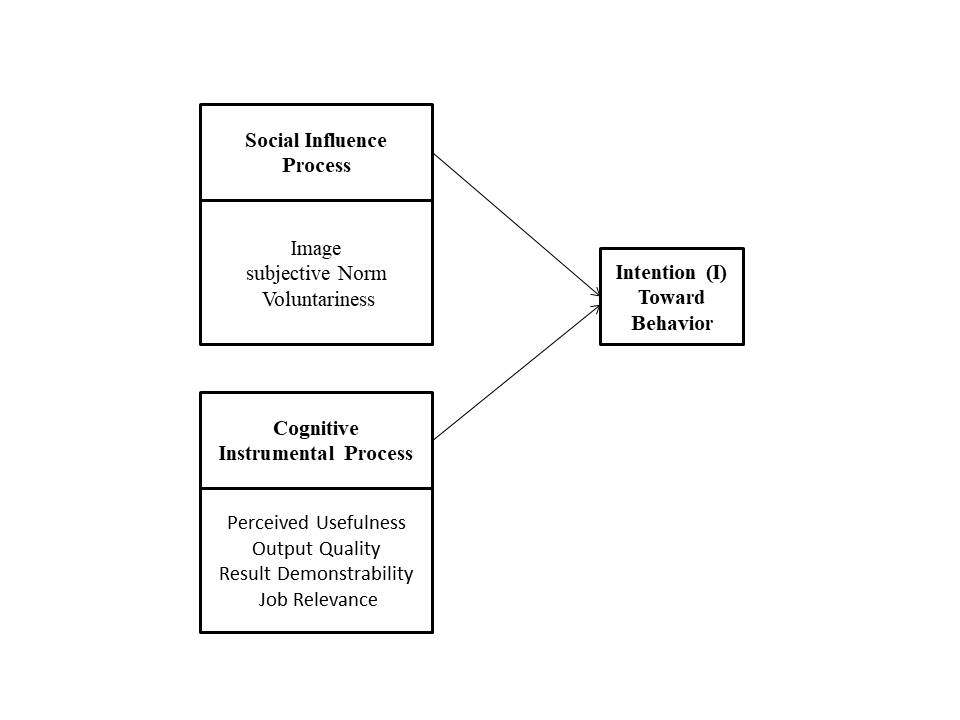 Social Influence
Process
Image
subjective Norm
Voluntariness
Intention (I)
Toward
Behavior
Cognitive
Instrumental Process
Perceived Usefulness
Output Quality
Result Demonstrability
Job Relevance